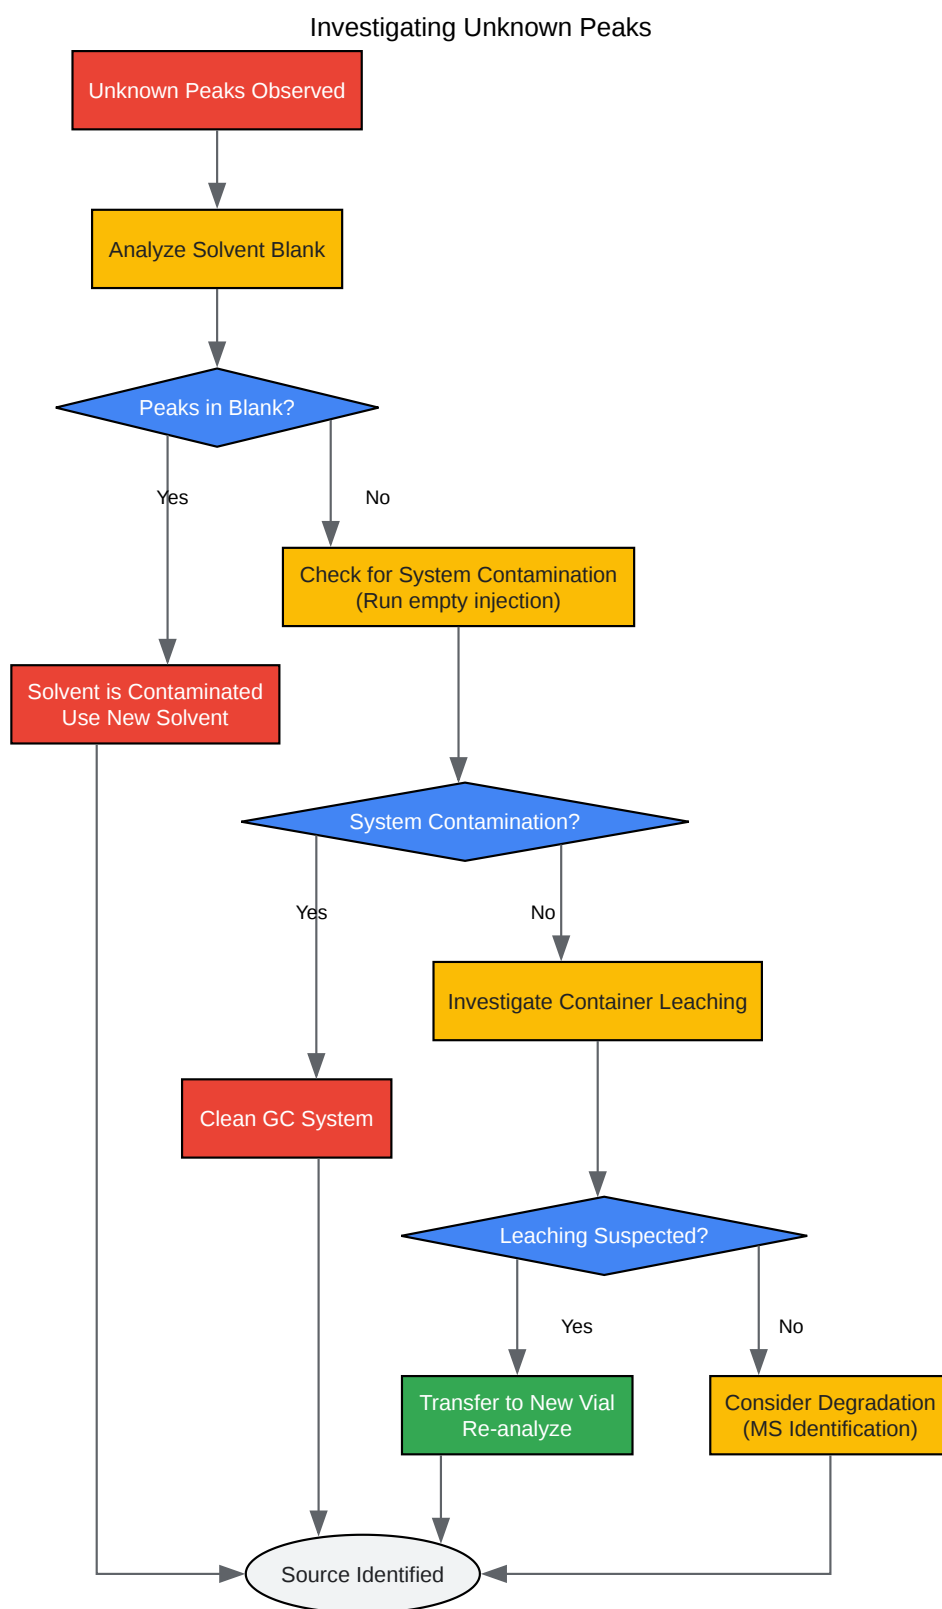 Investigating Unknown Peaks
Unknown Peaks Observed
Analyze Solvent Blank
Peaks in Blank?
Yes
No
Check for System Contamination
(Run empty injection)
Solvent is Contaminated
Use New Solvent
System Contamination?
Yes
No
Investigate Container Leaching
Clean GC System
Leaching Suspected?
Yes
No
Transfer to New Vial
Re-analyze
Consider Degradation
(MS Identification)
Source Identified